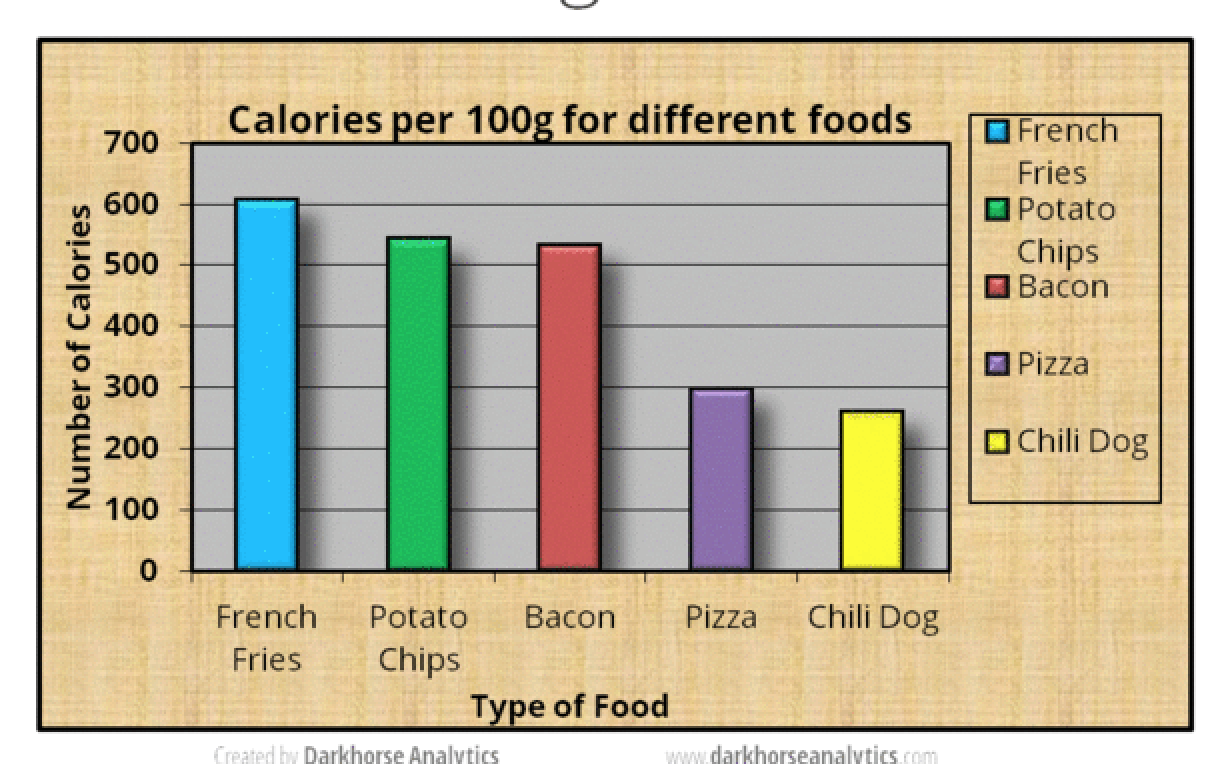 Calories per 100g for different foods
700
600
500
400
300
200
100
0
Number of Calories
French
Fries
Potato
Chips
Bacon
Pizza
Chili Dog
Type of Food
French
Fries
Potato
Chips
Bacon
Pizza
Chili Dog
Created by Darkhorse Analytics
www.darkhorseanalytics.com